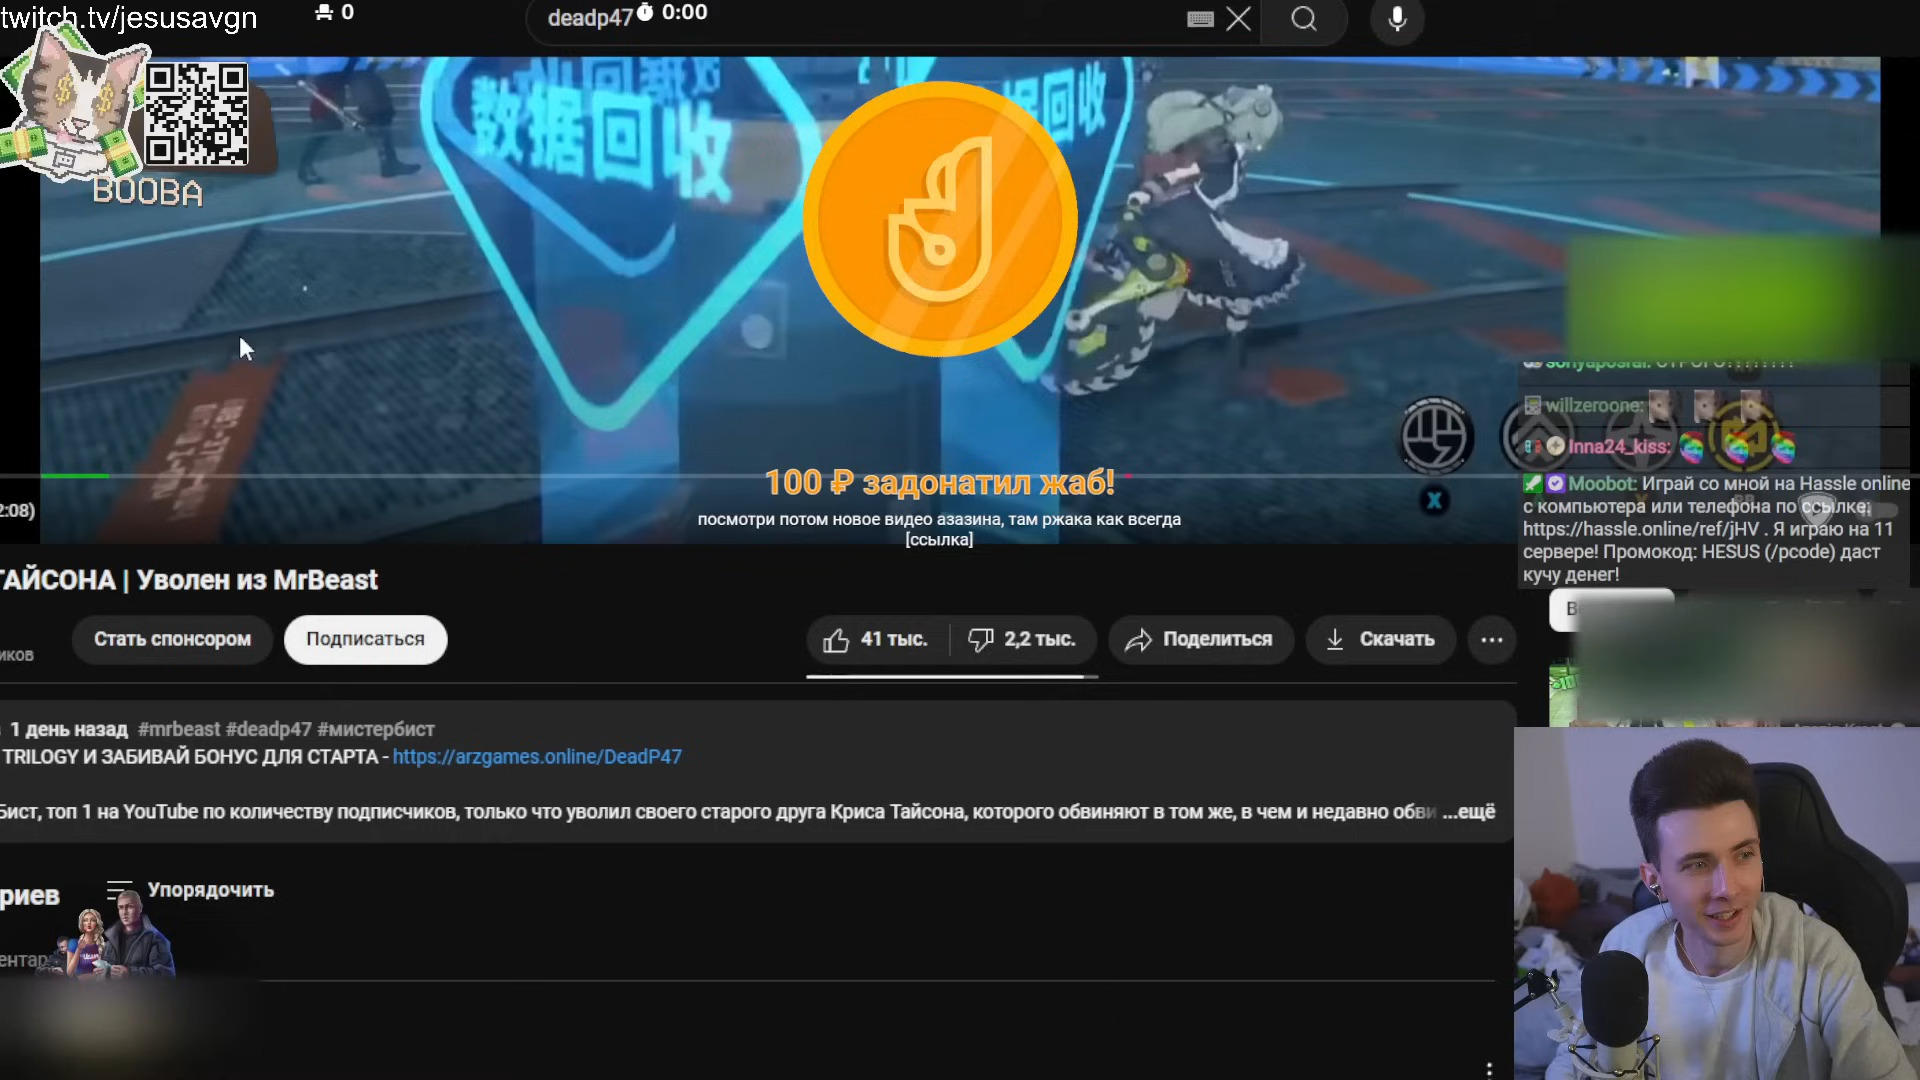 twitch.tv/jesusavgn
0
deadp47
0:00
BOOBA
数据回收
据回收
100 ₽ задонатил жаб!
посмотри потом новое видео азазина, там ржака как всегда
[ссылка]
2:08)
willzeroone:
Inna24_kiss:
Moobot: Играй со мной на Hassle online
с компьютера или телефона по ссылке:
https://hassle.online/ref/jHV . Я играю на 11
сервере! Промокод: HESUS (/pcode) даст
кучу денег!
X
ТАЙСОНА | Уволен из MrBeast
иков
Стать спонсором
Подписаться
41 тыс.
2,2 тыс.
Поделиться
Скачать
1 день назад #mrbeast #deadp47 #мистербист
TRILOGY И ЗАБИВАЙ БОНУС ДЛЯ СТАРТА - https://arzgames.online/DeadP47
Бист, топ 1 на YouTube по количеству подписчиков, только что уволил своего старого друга Криса Тайсона, которого обвиняют в том же, в чем и недавно обви ...ещё
риев
Упорядочить
ентар